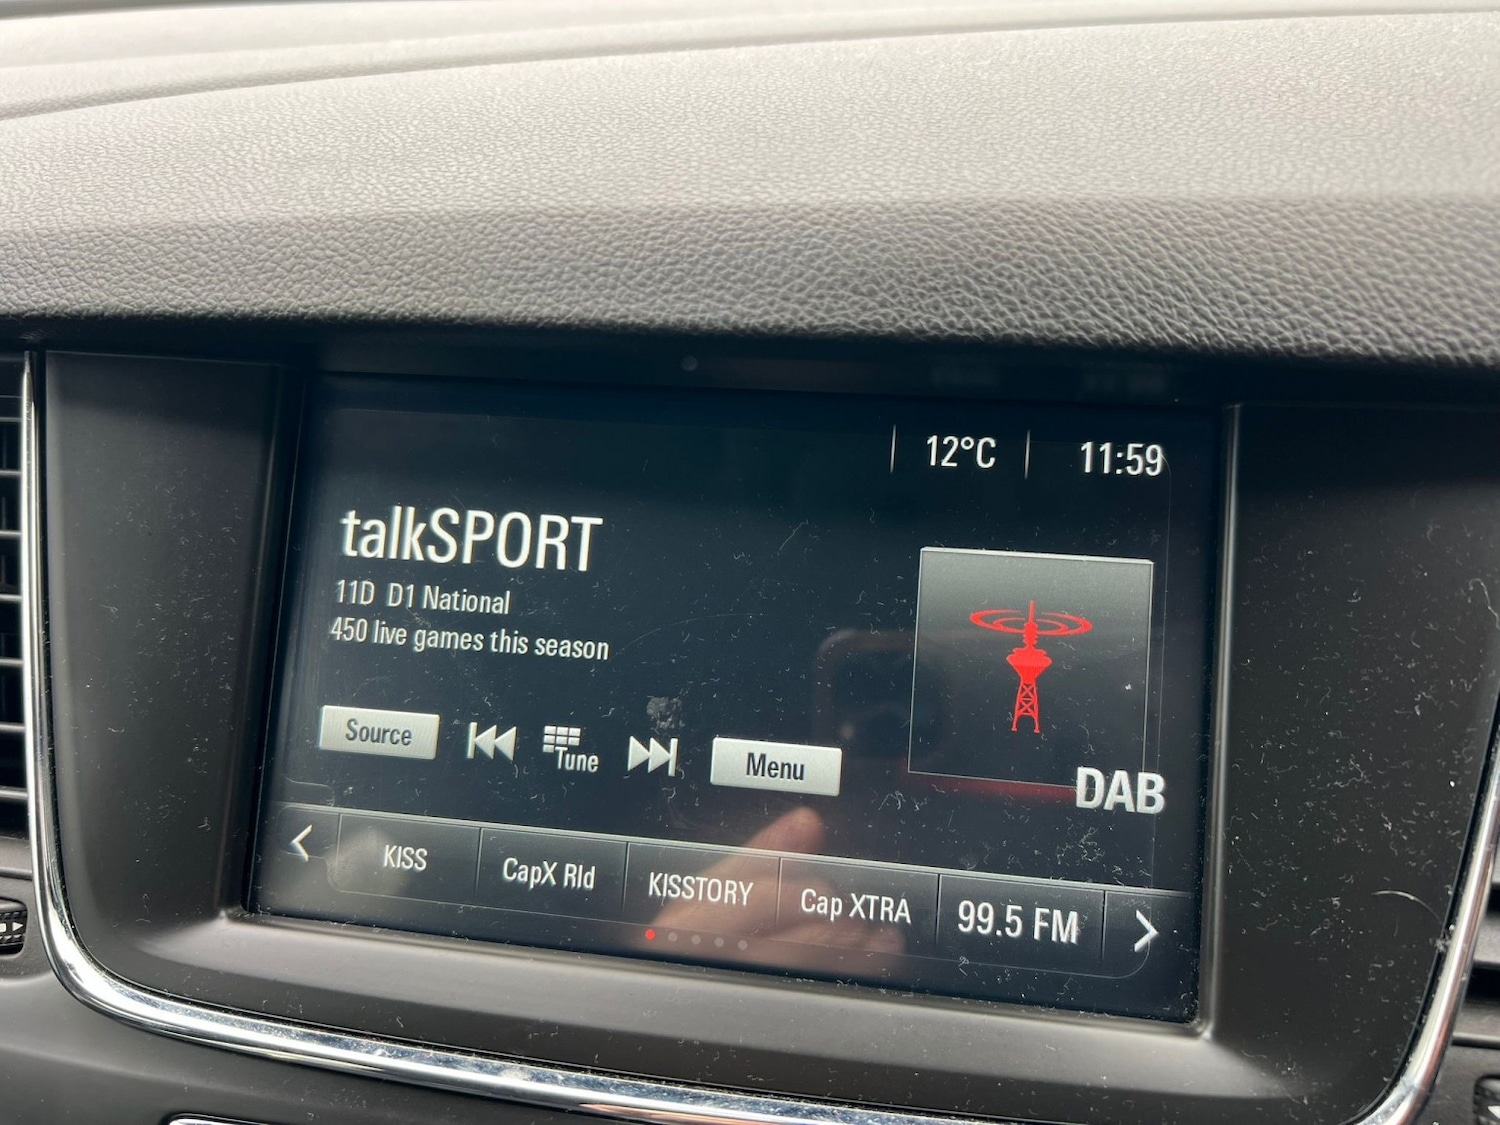 12°C 11:59
talkSPORT
11D D1 National
450 live games this season
Source Tune Menu
DAB
KISS CapX Rld KISSTORY Cap XTRA 99.5 FM